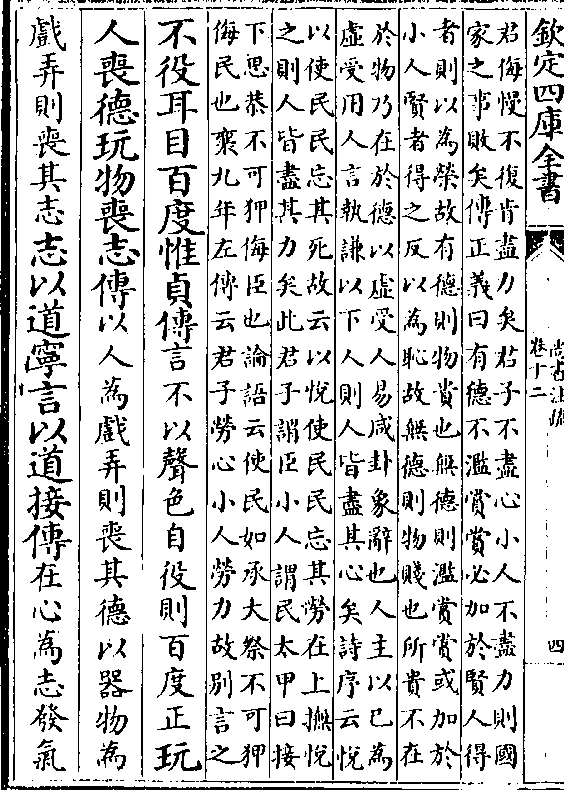 欽定四庫全書
尚書注疏
卷十二
四
君侮慢不復肯盡力矣君子不盡心小人不盡力則國
家之事敗矣傳正義曰有德不濫賞賞必加於賢人得
者則以為榮故有德則物貴也無德則濫賞賞或加於
小人賢者得之反以為恥故無德則物賤也所貴不在
於物乃在於德以虛受人易咸卦象辭也人主以已為
虛受用人言執謙以下人則人皆盡其心矣詩序云悅
以使民民忘其死故云以悅使民民忘其勞在上撫悅
之則人皆盡其力矣此君子謂臣小人謂民太甲曰接
下思恭不可狎侮臣也論語云使民如承大祭不可狎
侮民也襄九年左傳云君子勞心小人勞力故别言之
不役耳目百度惟貞傳言不以聲色自役則百度正玩
人喪德玩物喪志傳以人為戲弄則喪其德以器物為
戲弄則喪其志志以道寧言以道接傳在心為志發氣